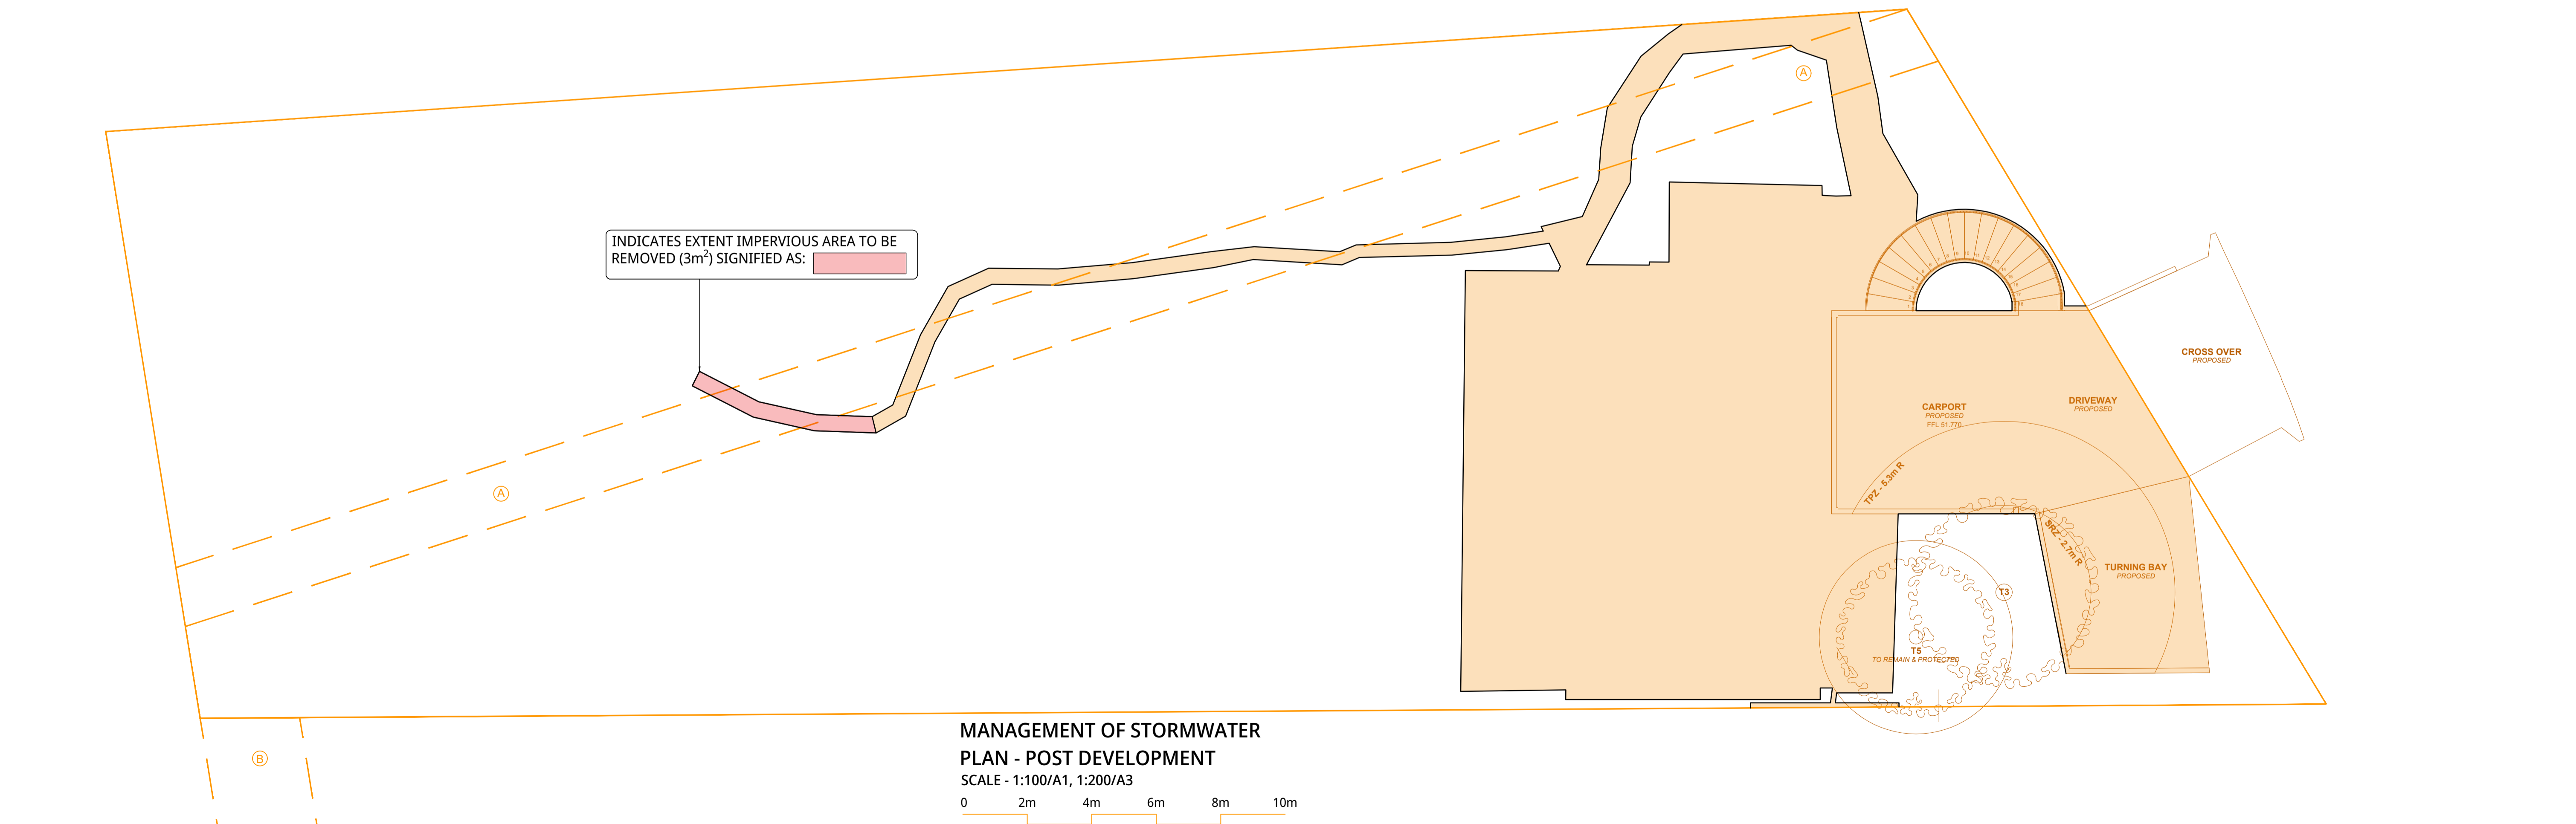 A
INDICATES EXTENT IMPERVIOUS AREA TO BE
REMOVED (3m²) SIGNIFIED AS:
CROSS OVER
PROPOSED
DRIVEWAY
PROPOSED
CARPORT
PROPOSED
FFL 51.770
TPZ - 5.3m R
A
SRZ - 2.7m R
TURNING BAY
PROPOSED
T3
T5
TO REMAIN & PROTECTED
B
MANAGEMENT OF STORMWATER
PLAN - POST DEVELOPMENT
SCALE - 1:100/A1, 1:200/A3
0 2m 4m 6m 8m 10m